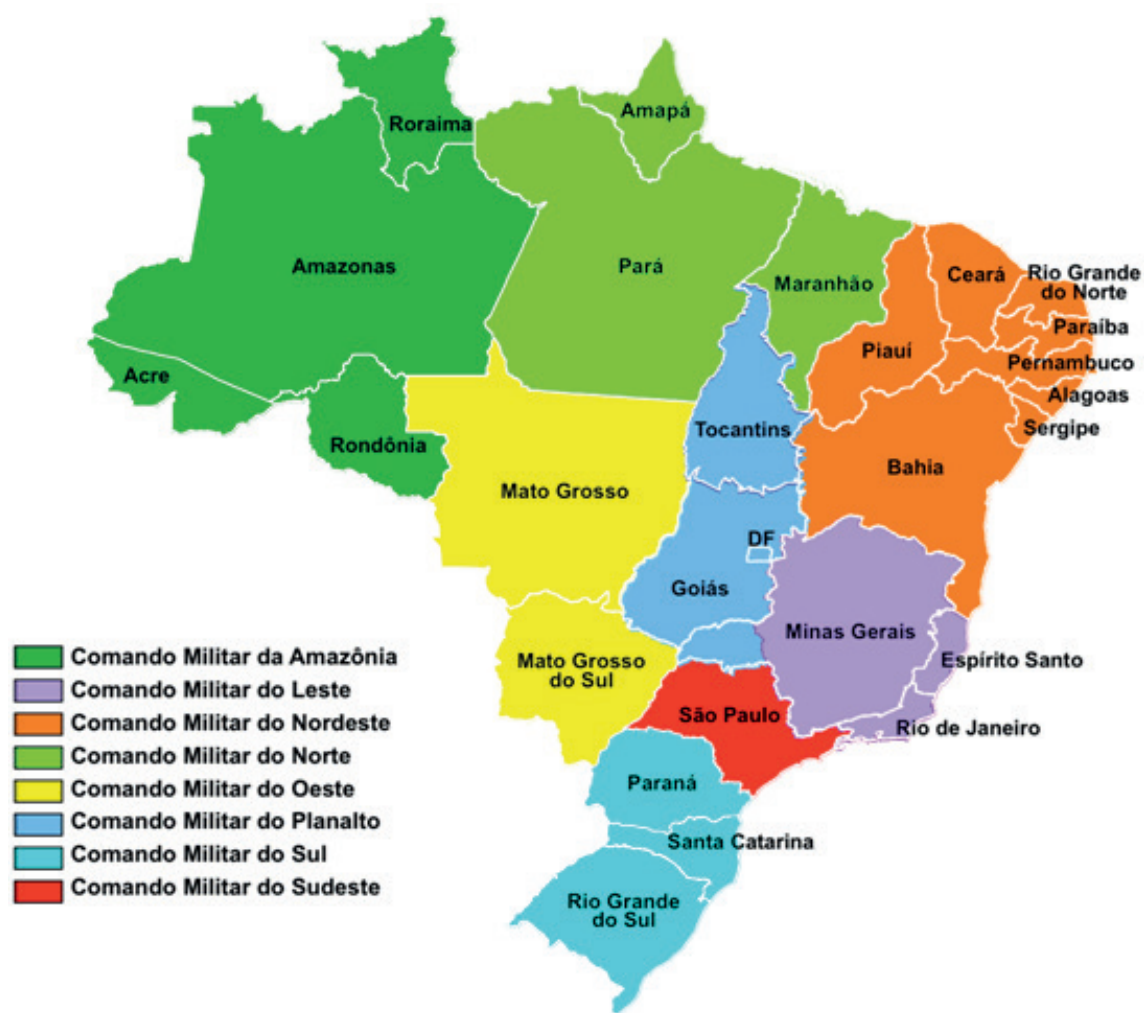 Amapá
Roraima
Amazonas
Pará
Maranhão
Ceará
Rio Grande
do Norte
Paraíba
Piauí
Pernambuco
Acre
Alagoas
Tocantins
Sergipe
Rondônia
Bahia
Mato Grosso
DF
Goiás
Minas Gerais
Mato Grosso
do Sul
Espírito Santo
São Paulo
Rio de Janeiro
Paraná
Santa Catarina
Rio Grande
do Sul
Comando Militar da Amazônia
Comando Militar do Leste
Comando Militar do Nordeste
Comando Militar do Norte
Comando Militar do Oeste
Comando Militar do Planalto
Comando Militar do Sul
Comando Militar do Sudeste